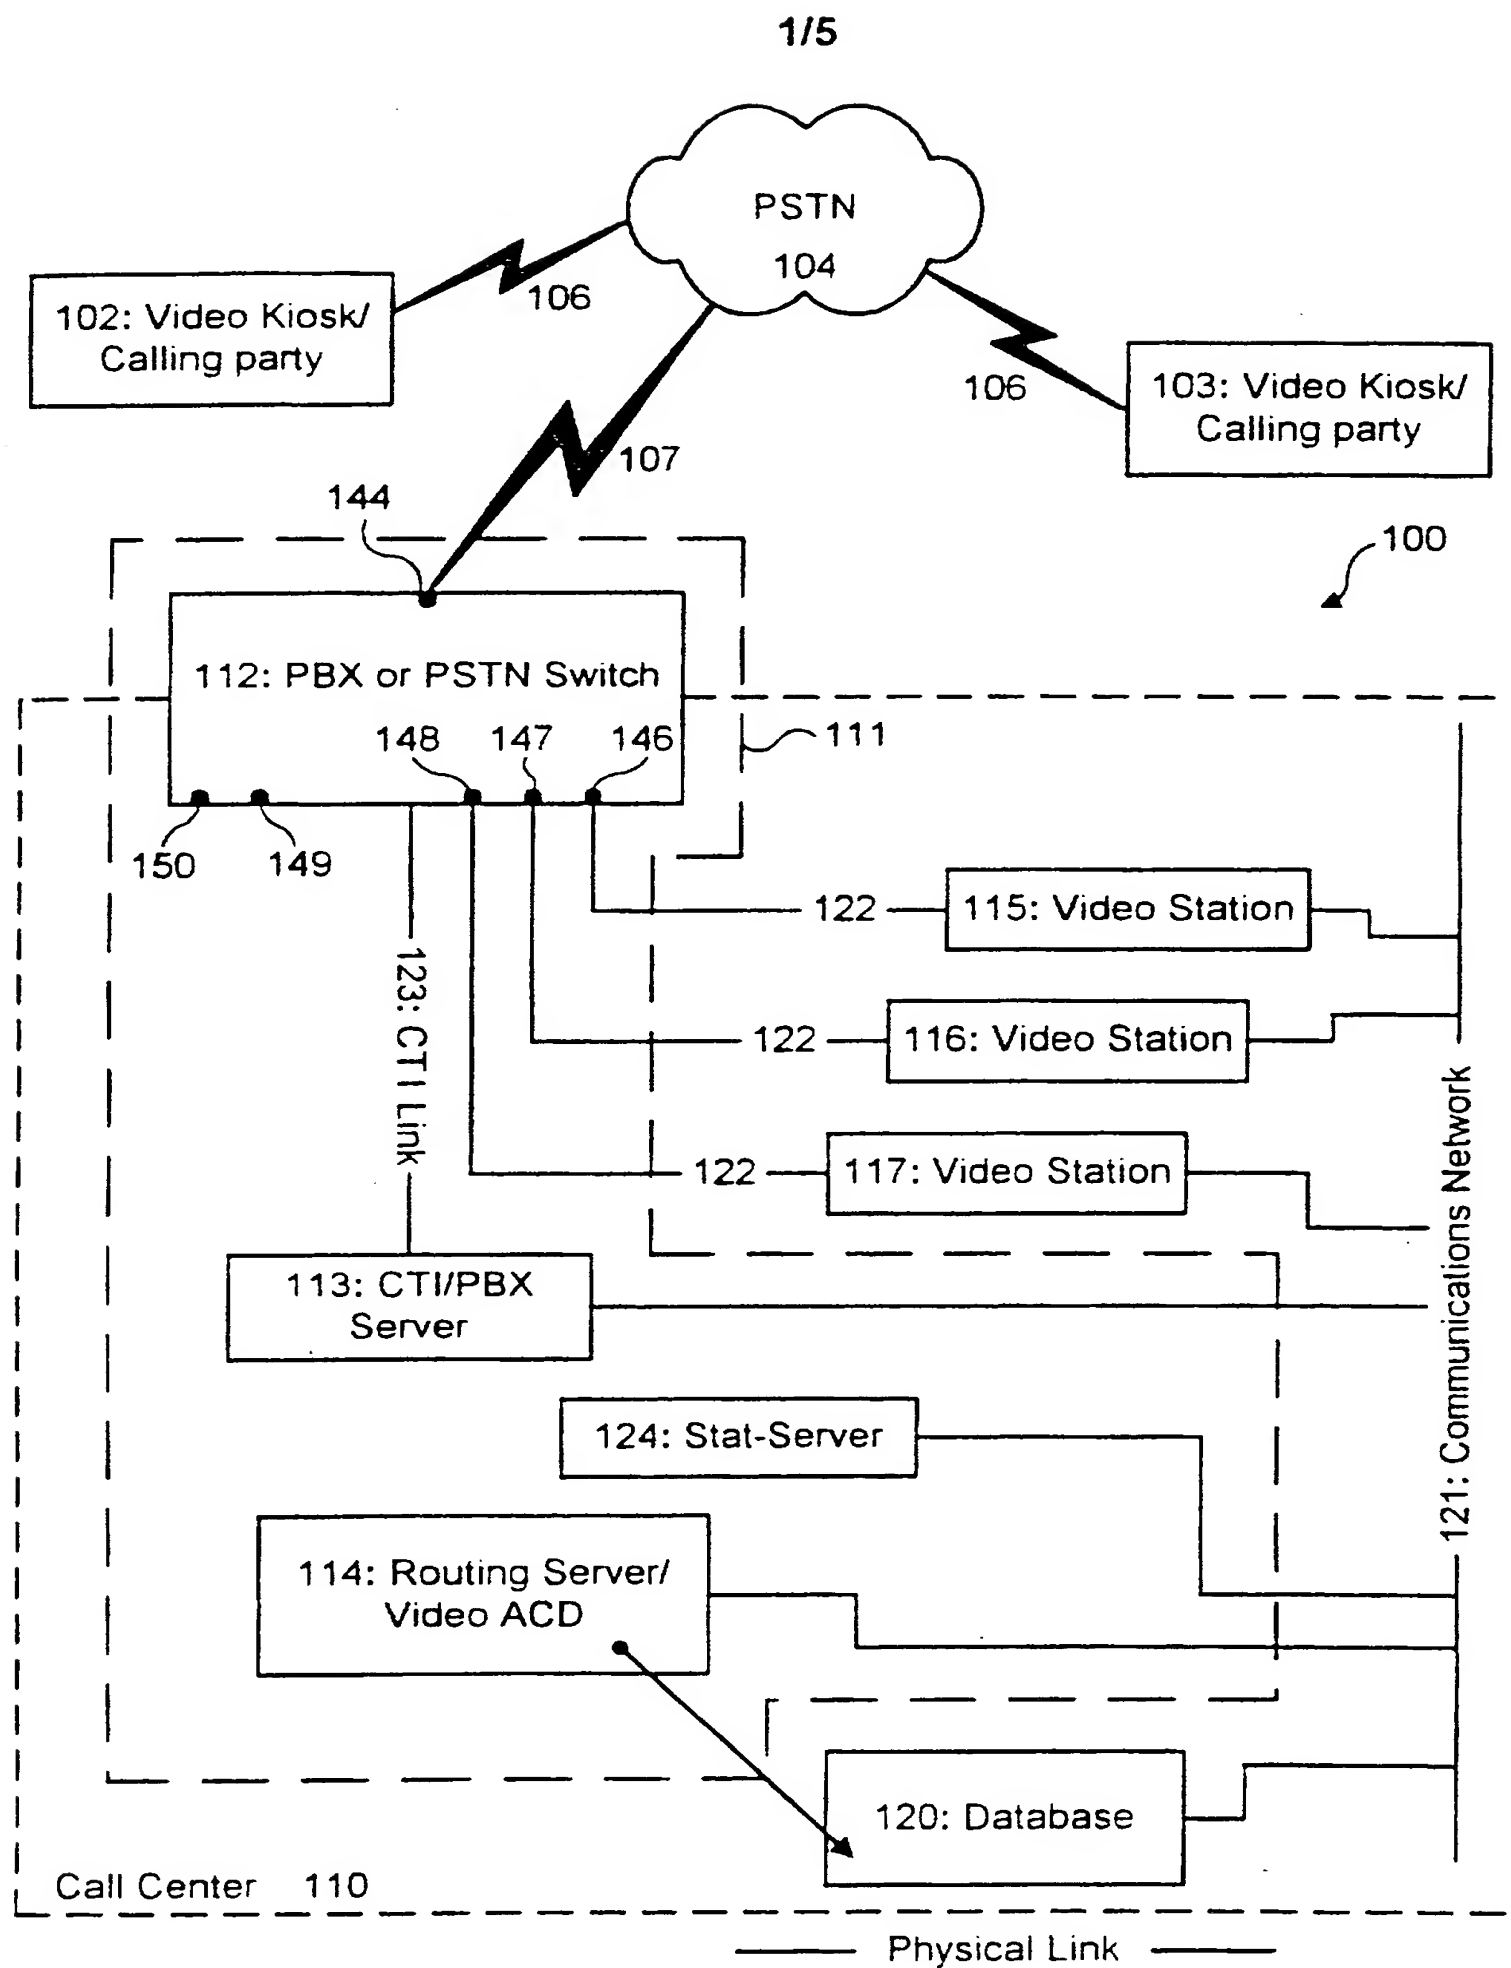 1/5
PSTN
104
106
102: Video Kiosk/
Calling party
106
103: Video Kiosk/
Calling party
107
144
100
112: PBX or PSTN Switch
148
147
146
111
150
149
122
115: Video Station
123: CTI Link
122
116: Video Station
122
117: Video Station
121: Communications Network
113: CTI/PBX
Server
124: Stat-Server
114: Routing Server/
Video ACD
120: Database
Call Center 110
Physical Link